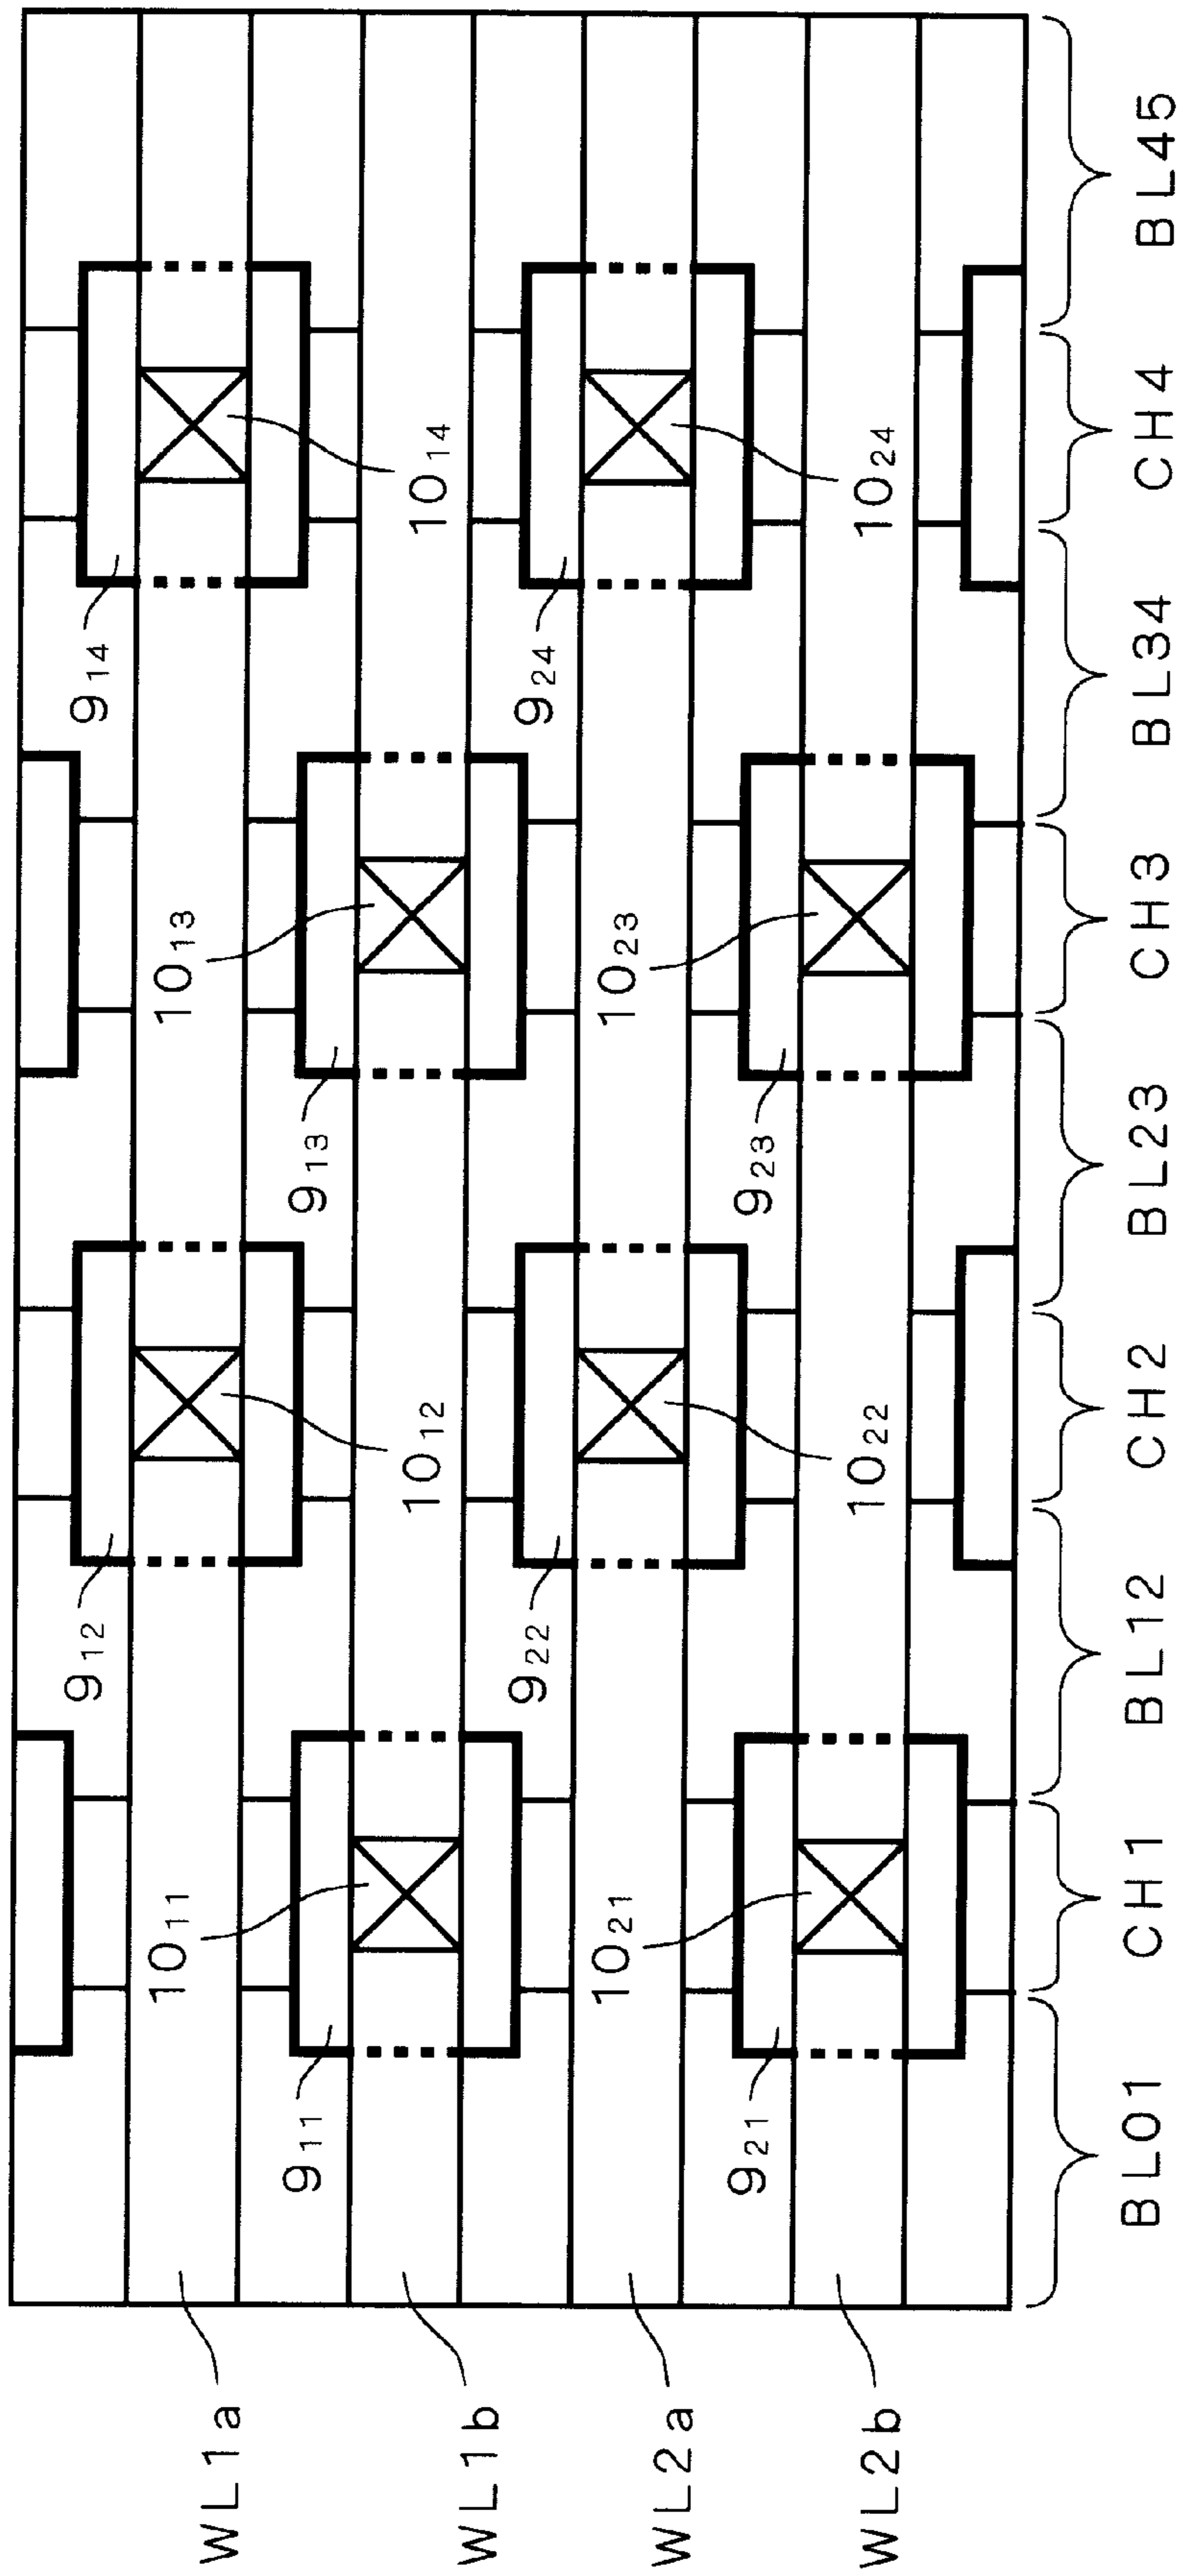 WL1a
WL1b
WL2a
WL2b
9₁₄
10₁₄
9₂₄
10₂₄
10₁₃
9₁₃
10₂₃
9₂₃
9₁₂
10₁₂
9₂₂
10₂₂
10₁₁
9₁₁
10₂₁
9₂₁
BL01
CH1
BL12
CH2
BL23
CH3
BL34
CH4
BL45